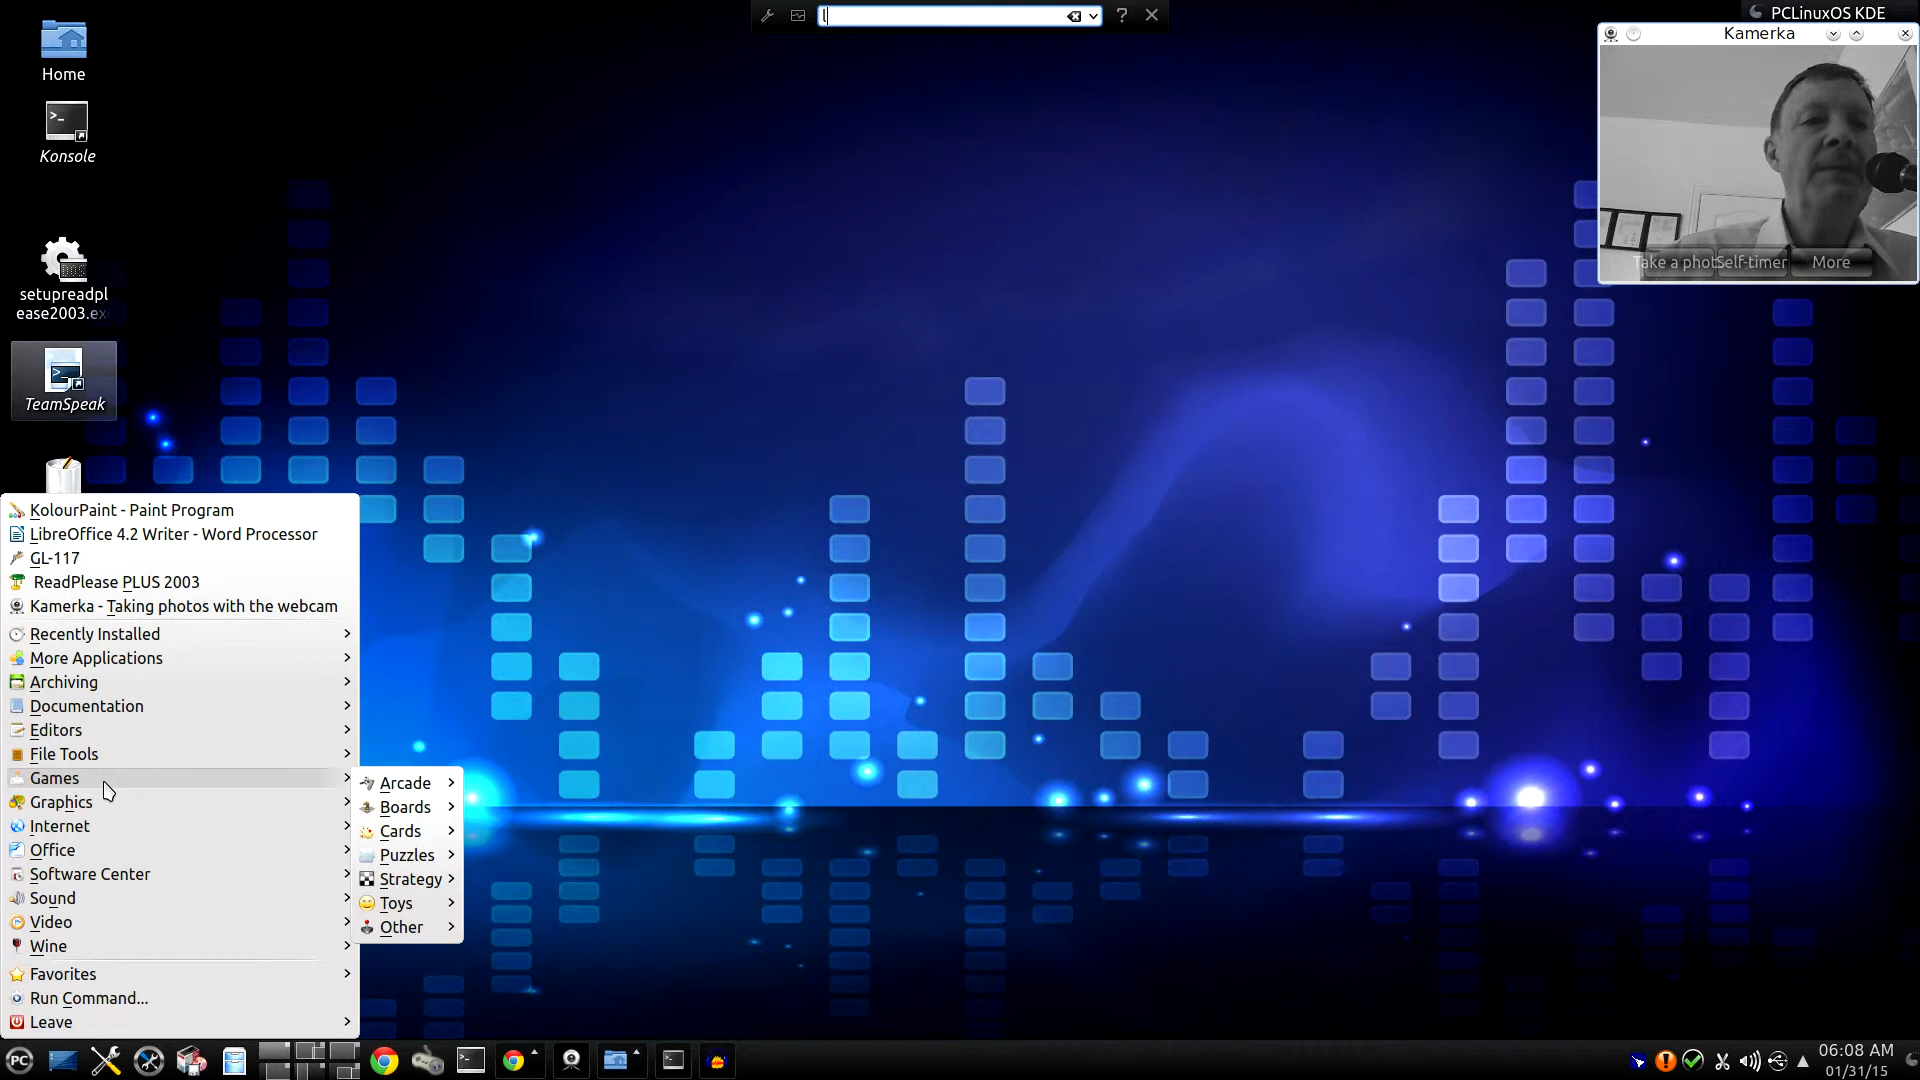 l
PCLinuxOS KDE
Kamerka
Home
Konsole
Take a phot
Self-timer
More
setupreadpl
ease2003.ex
TeamSpeak
KolourPaint - Paint Program
LibreOffice 4.2 Writer - Word Processor
GL-117
ReadPlease PLUS 2003
Kamerka - Taking photos with the webcam
Recently Installed
More Applications
Archiving
Documentation
Editors
File Tools
Games
Graphics
Internet
Office
Software Center
Sound
Video
Wine
Favorites
Run Command...
Leave
Arcade
Boards
Cards
Puzzles
Strategy
Toys
Other
PC
06:08 AM
01/31/15